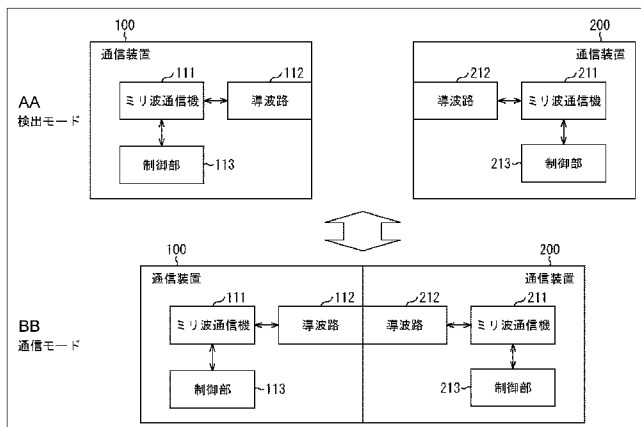 100
200
通信装置
通信装置
111
112
212
211
AA
検出モード
ミリ波通信機
導波路
導波路
ミリ波通信機
制御部
113
213
制御部
100
200
通信装置
通信装置
111
112
212
211
BB
通信モード
ミリ波通信機
導波路
導波路
ミリ波通信機
制御部
113
213
制御部